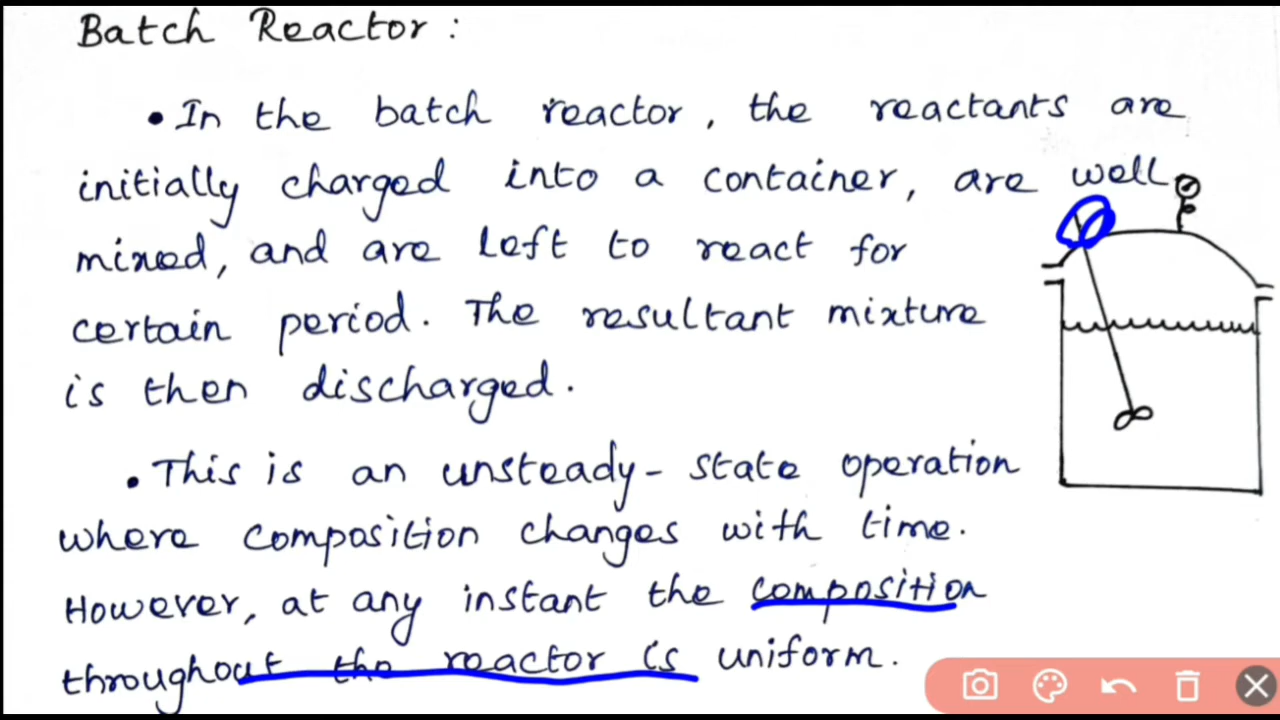 Batch Reactor :
• In the batch reactor, the reactants are
initially charged into a container, are well
mixed, and are left to react for
certain period. The resultant mixture
is then discharged.
• This is an unsteady-state operation
where composition changes with time.
However, at any instant the composition
throughout the reactor is uniform.